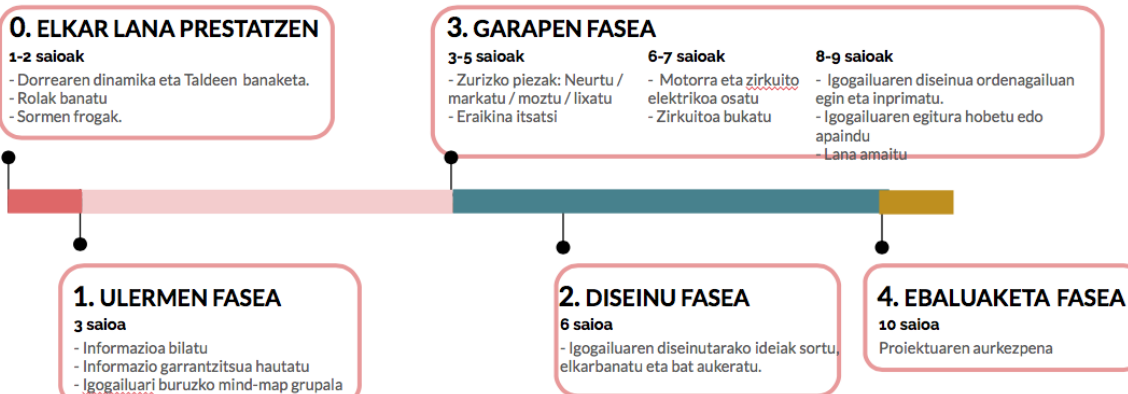 0. ELKAR LANA PRESTATZEN
1-2 saioak
- Dorrearen dinamika eta Taldeen banaketa.
- Rolak banatu
- Sormen frogak.
3. GARAPEN FASEA
3-5 saioak
- Zurizko piezak: Neurtu /
markatu / moztu / lixatu
- Eraikina itsatsi
6-7 saioak
- Motorra eta zirkuito
elektrikoa osatu
- Zirkuitoa bukatu
8-9 saioak
- Igogailuaren diseinua ordenagailuan
egin eta inprimatu.
- Igogailuaren egitura hobetu edo
apaindu
- Lana amaitu
1. ULERMEN FASEA
3 saioa
- Informazioa bilatu
- Informazio garrantzitsua hautatu
- Igogailuari buruzko mind-map grupala
2. DISEINU FASEA
6 saioa
- Igogailuaren diseinutarako ideiak sortu,
elkarbanatu eta bat aukeratu.
4. EBALUAKETA FASEA
10 saioa
Proiektuaren aurkezpena